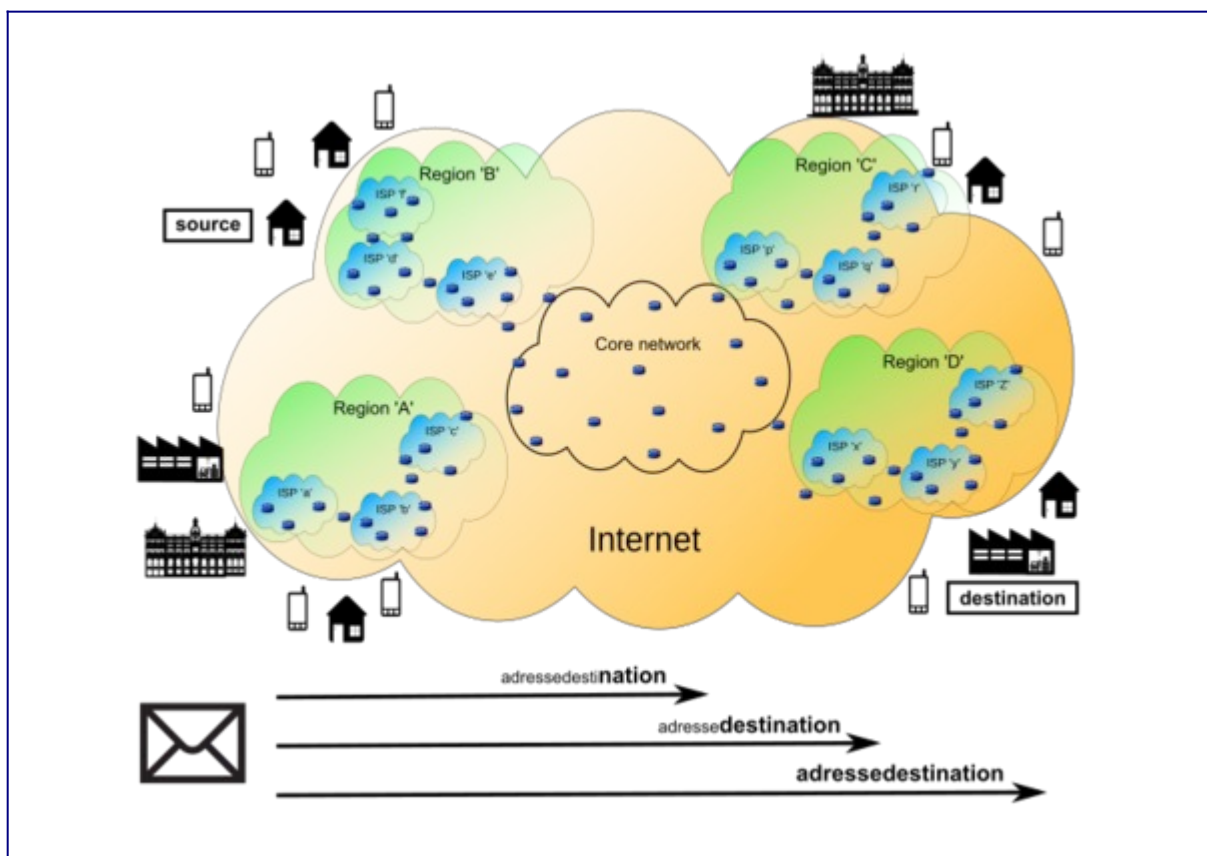 Region 'B'
Region 'C'
ISP 'f'
ISP 'r'
source
ISP 'd'
ISP 'e'
ISP 'p'
ISP 'q'
Core network
Region 'D'
Region 'A'
ISP 'Z'
ISP 'c'
ISP 'x'
ISP 'y'
ISP 'a'
ISP 'b'
Internet
destination
adressedestination
adressedestination
adressedestination